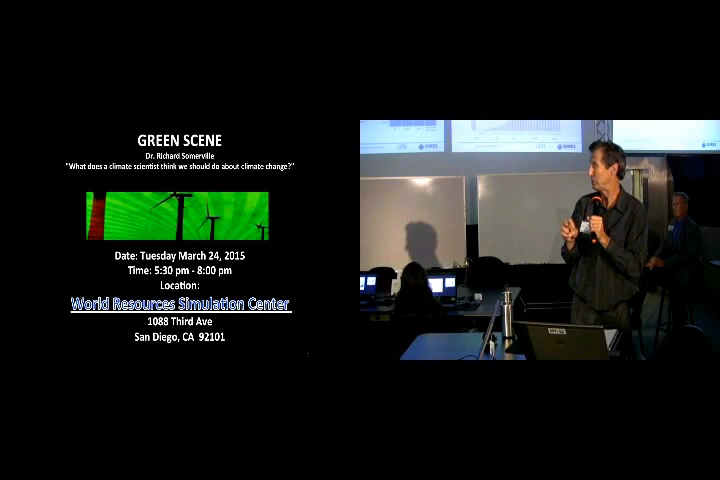 GREEN SCENE
Dr. Richard Somerville
"What does a climate scientist think we should do about climate change?"
Date: Tuesday March 24, 2015
Time: 5:30 pm - 8:00 pm
Location:
World Resources Simulation Center
1088 Third Ave
San Diego, CA 92101